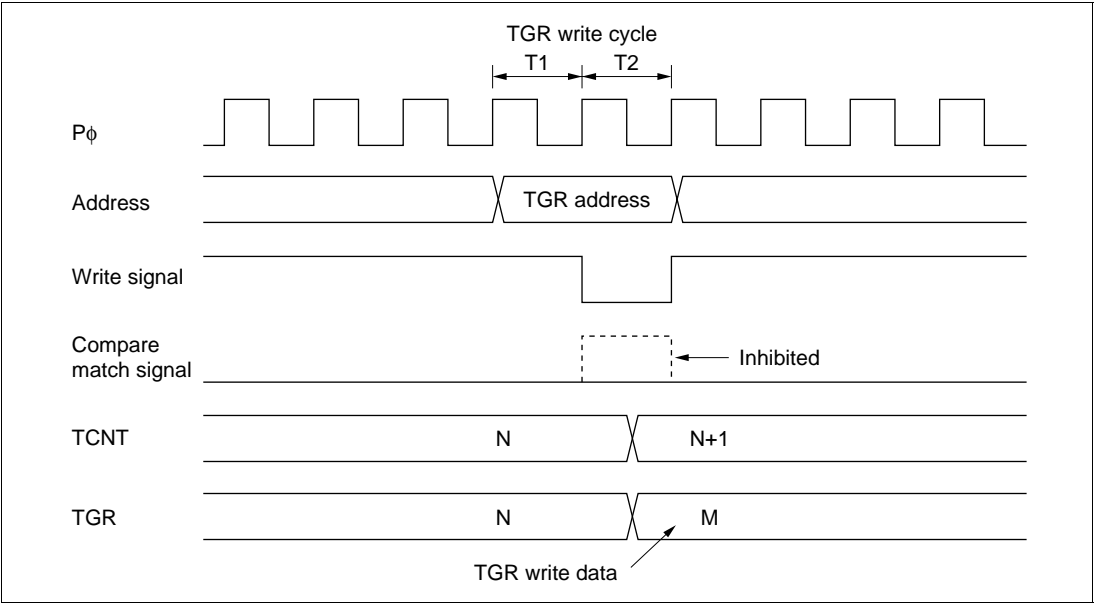 TGR write cycle
T1 T2
Pϕ
Address TGR address
Write signal
Compare
match signal
Inhibited
TCNT N N+1
TGR N M
TGR write data